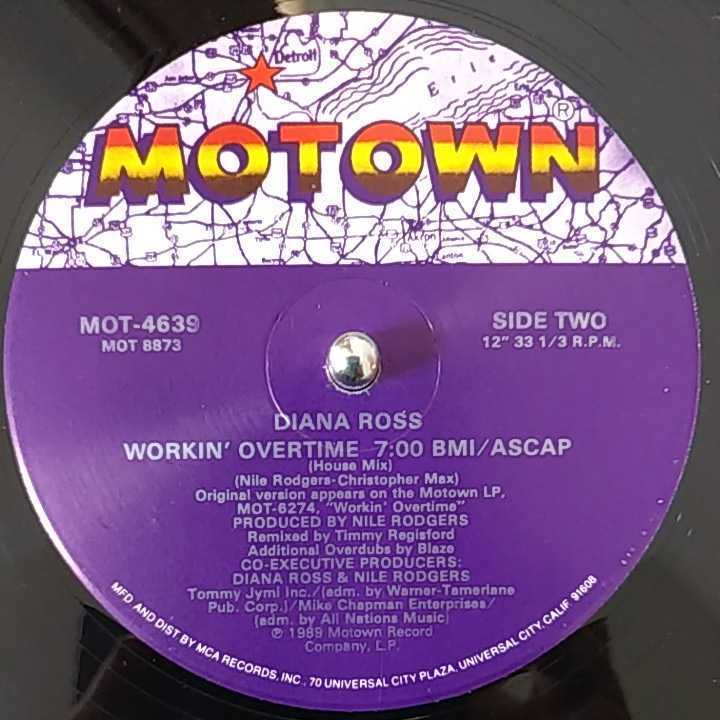 Detroit
Erie
MOTOWN®
Akron
Canton
MOT-4639
MOT 8873
SIDE TWO
12" 33 1/3 R.P.M.
DIANA ROSS
WORKIN' OVERTIME 7:00 BMI/ASCAP
(House Mix)
(Nile Rodgers-Christopher Max)
Original version appears on the Motown LP,
MOT-6274, "Workin' Overtime"
PRODUCED BY NILE RODGERS
Remixed by Timmy Regisford
Additional Overdubs by Blaze
CO-EXECUTIVE PRODUCERS:
DIANA ROSS & NILE RODGERS
Tommy Jymi Inc./(adm. by Warner-Tamerlane
Pub. Corp.)/Mike Chapman Enterprises/
(adm. by All Nations Music)
℗ 1989 Motown Record
Company, L.P.
MFD AND DIST BY MCA RECORDS, INC., 70 UNIVERSAL CITY PLAZA, UNIVERSAL CITY, CALIF. 91608